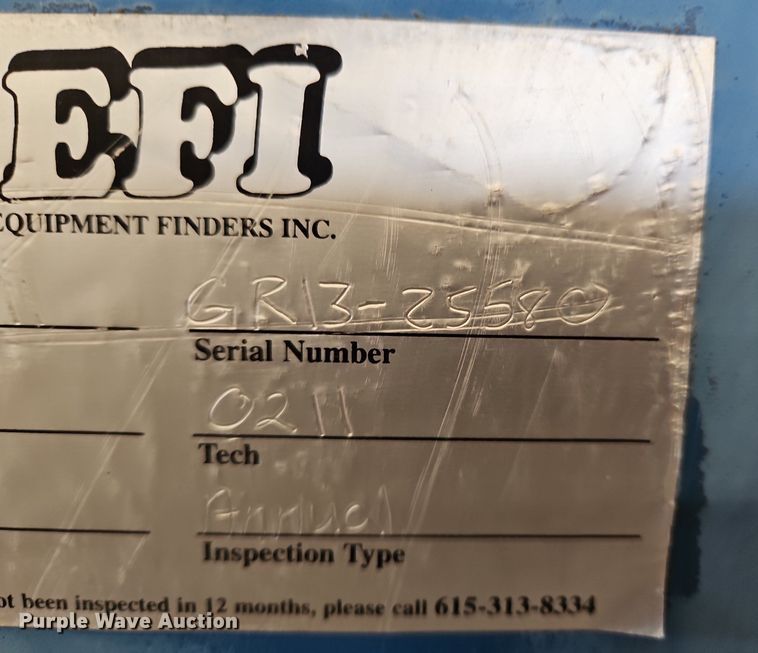 EFI
EQUIPMENT FINDERS INC.
GR13-25580
Serial Number
0211
Tech
Annual
Inspection Type
not been inspected in 12 months, please call 615-313-8334
Purple Wave Auction